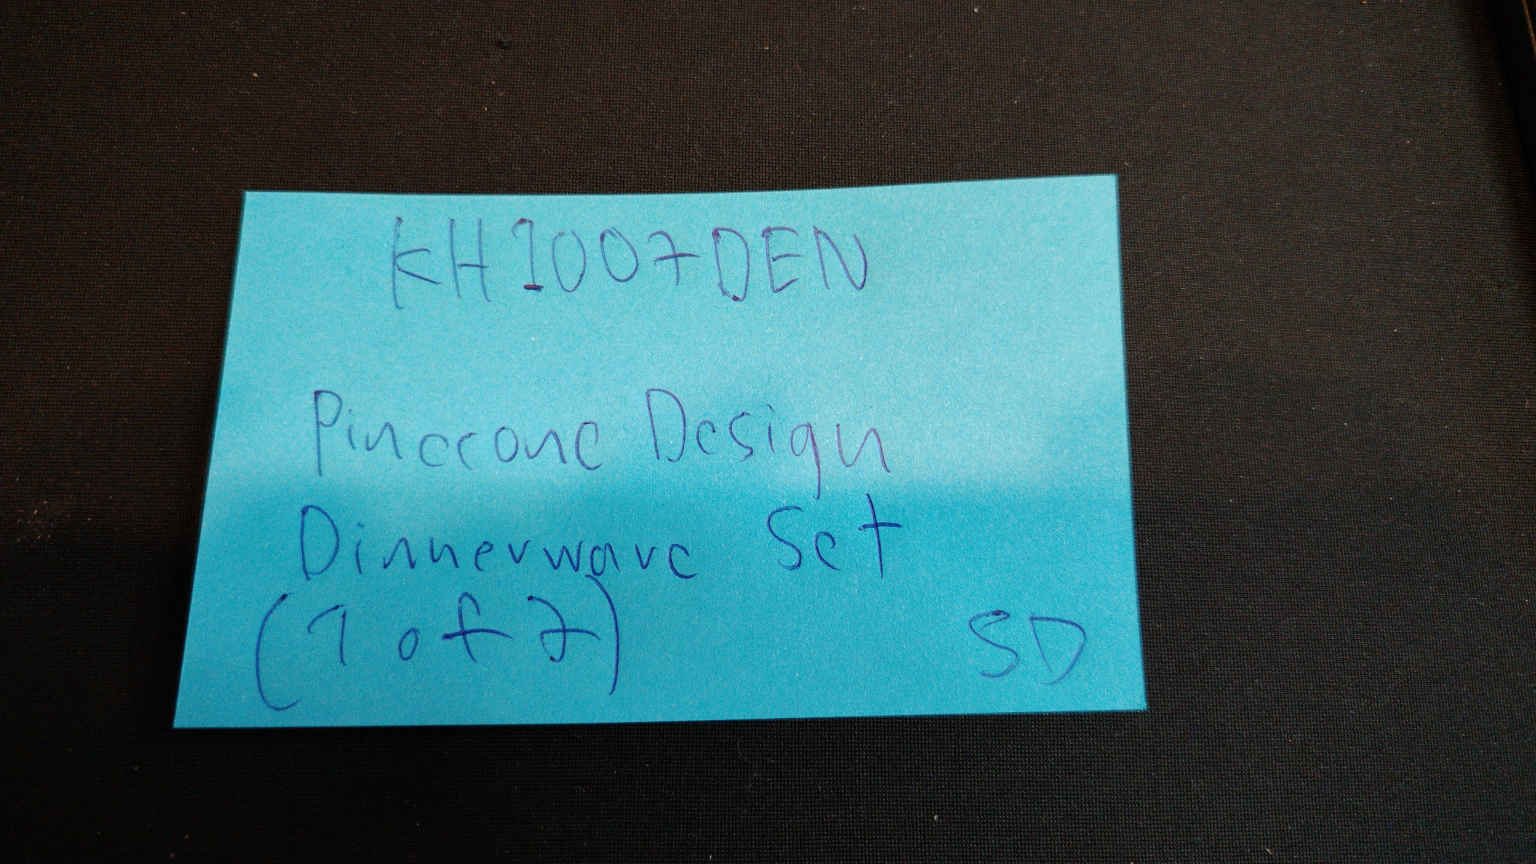 KH1007DEN
Pinecone Design
Dinnerware Set
(1 of 2)
SD